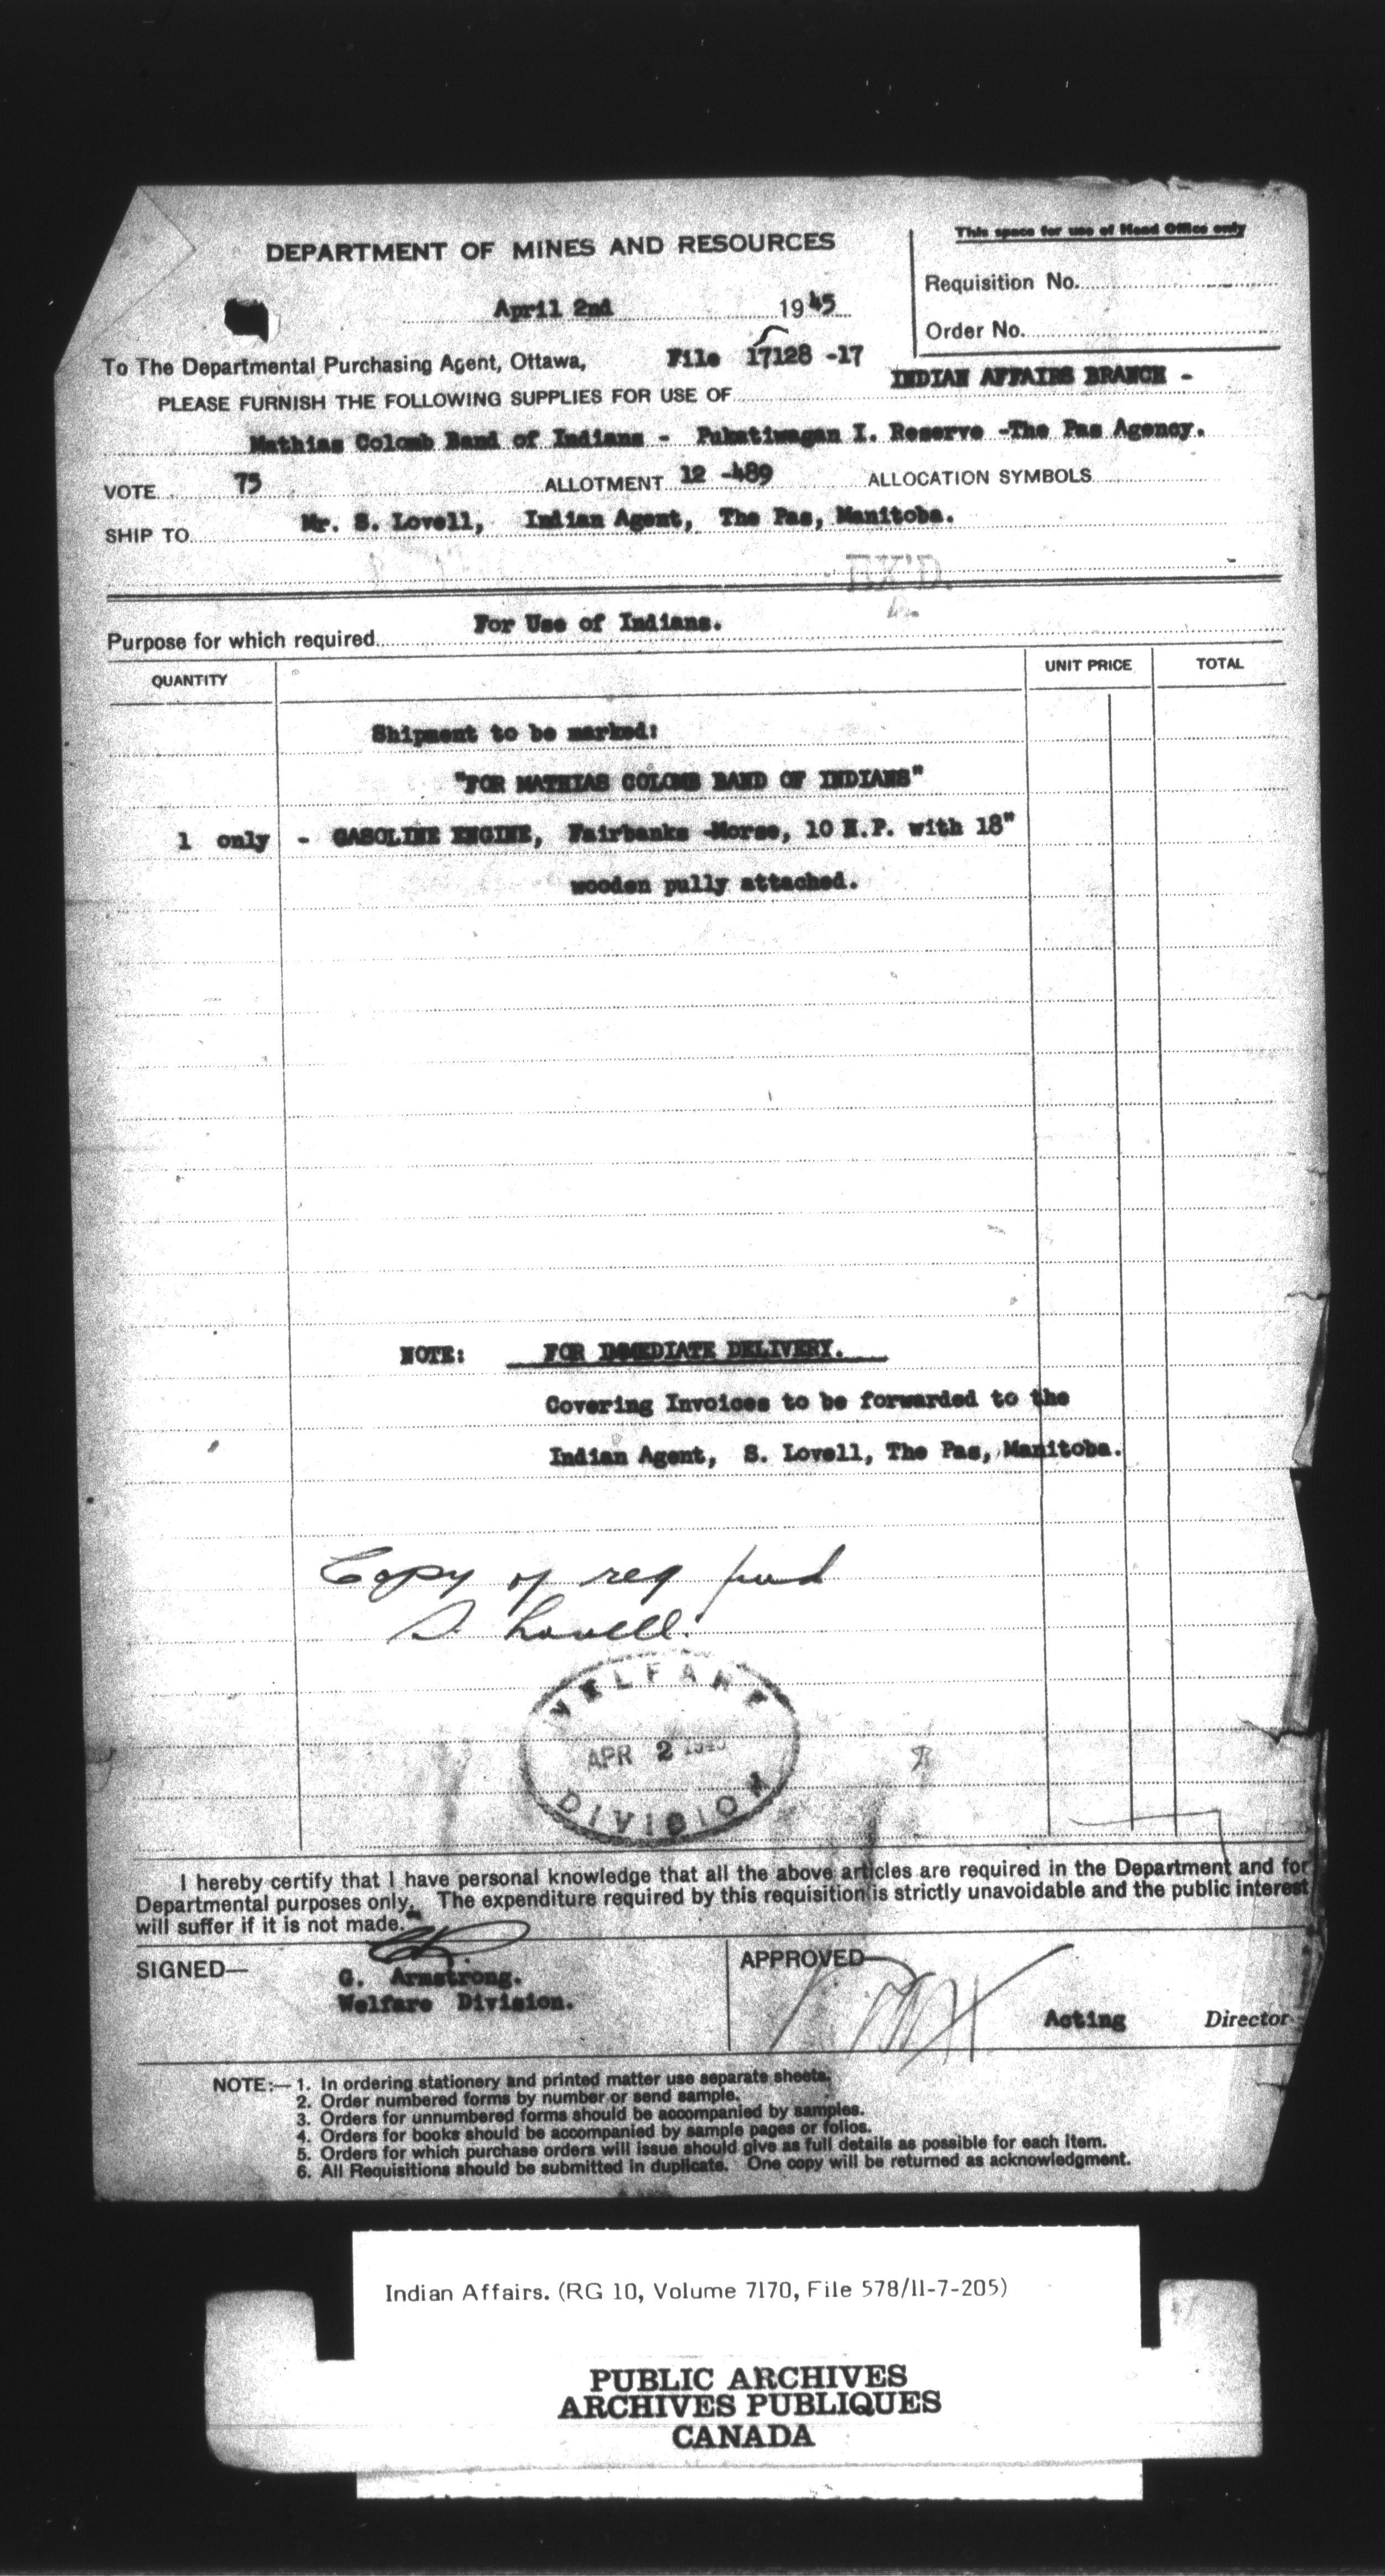 This space for use of Head Office only
DEPARTMENT OF MINES AND RESOURCES
Requisition No.
April 2nd 1945
Order No.
To The Departmental Purchasing Agent, Ottawa, File 17128 -17
PLEASE FURNISH THE FOLLOWING SUPPLIES FOR USE OF INDIAN AFFAIRS BRANCH -
Mathias Colomb Band of Indians - Pukatiwagan I. Reserve -The Pas Agency.
VOTE 75 ALLOTMENT 12 -489 ALLOCATION SYMBOLS
SHIP TO Mr. S. Lovell, Indian Agent, The Pas, Manitoba.
Purpose for which required For Use of Indians.
QUANTITY UNIT PRICE TOTAL
Shipment to be marked:
"FOR MATHIAS COLOMB BAND OF INDIANS"
1 only - GASOLINE ENGINE, Fairbanks -Morse, 10 H.P. with 18"
wooden pully attached.
NOTE: FOR IMMEDIATE DELIVERY.
Covering Invoices to be forwarded to the
Indian Agent, S. Lovell, The Pas, Manitoba.
Copy of req fwd
S. Lovell.
WELFARE
APR 2 1945
DIVISION
I hereby certify that I have personal knowledge that all the above articles are required in the Department and for
Departmental purposes only. The expenditure required by this requisition is strictly unavoidable and the public interest
will suffer if it is not made.
SIGNED— APPROVED—
G. Armstrong.
Welfare Division.
Acting Director
NOTE:— 1. In ordering stationery and printed matter use separate sheets.
2. Order numbered forms by number or send sample.
3. Orders for unnumbered forms should be accompanied by samples.
4. Orders for books should be accompanied by sample pages or folios.
5. Orders for which purchase orders will issue should give as full details as possible for each item.
6. All Requisitions should be submitted in duplicate. One copy will be returned as acknowledgment.
Indian Affairs. (RG 10, Volume 7170, File 578/11-7-205)
PUBLIC ARCHIVES
ARCHIVES PUBLIQUES
CANADA